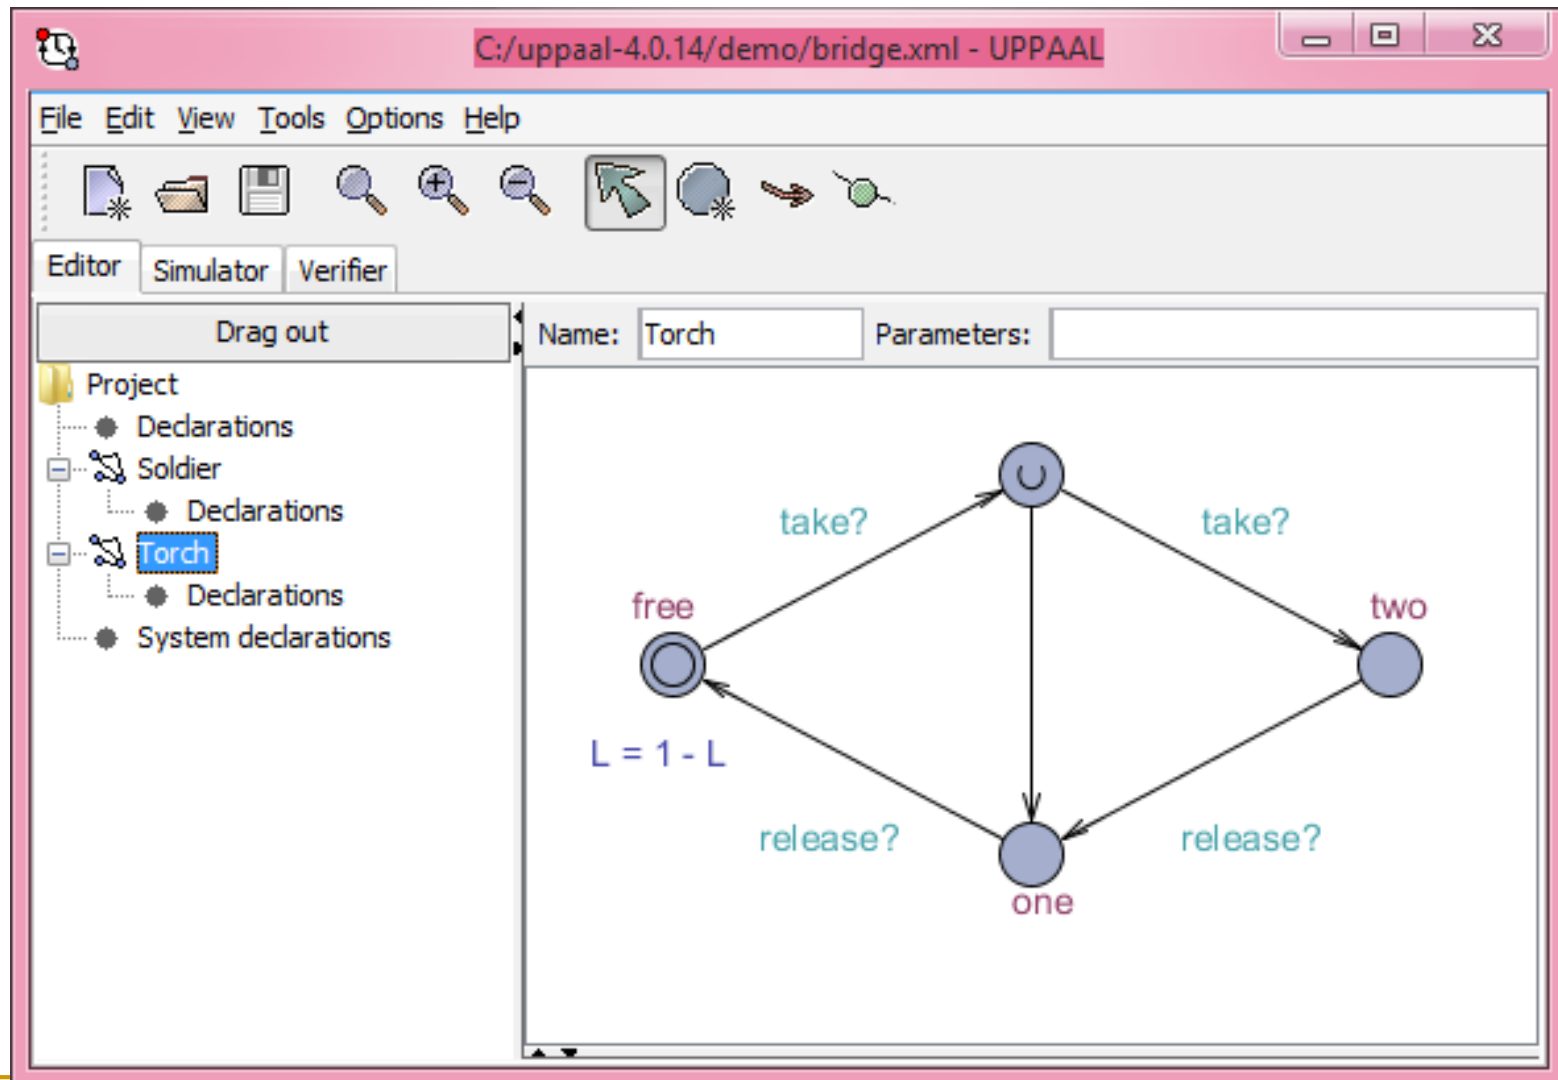 C:/uppaal-4.0.14/demo/bridge.xml - UPPAAL
File Edit View Tools Options Help
Editor Simulator Verifier
Drag out
Name: Torch Parameters:
Project
Declarations
Soldier
Declarations
Torch
Declarations
System declarations
U
take? take?
free two
L = 1 - L
release? release?
one